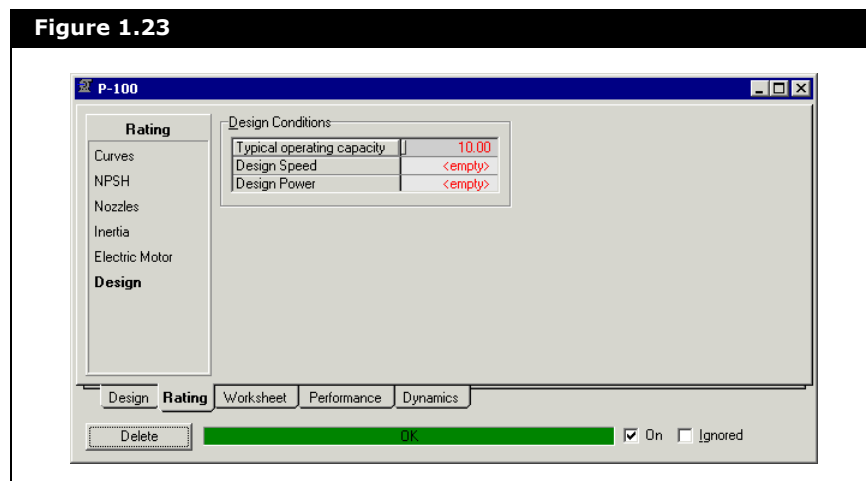 Figure 1.23
P-100
Rating
Curves
NPSH
Nozzles
Inertia
Electric Motor
Design
Design Conditions
Typical operating capacity 10.00
Design Speed <empty>
Design Power <empty>
Design Rating Worksheet Performance Dynamics
Delete OK On Ignored